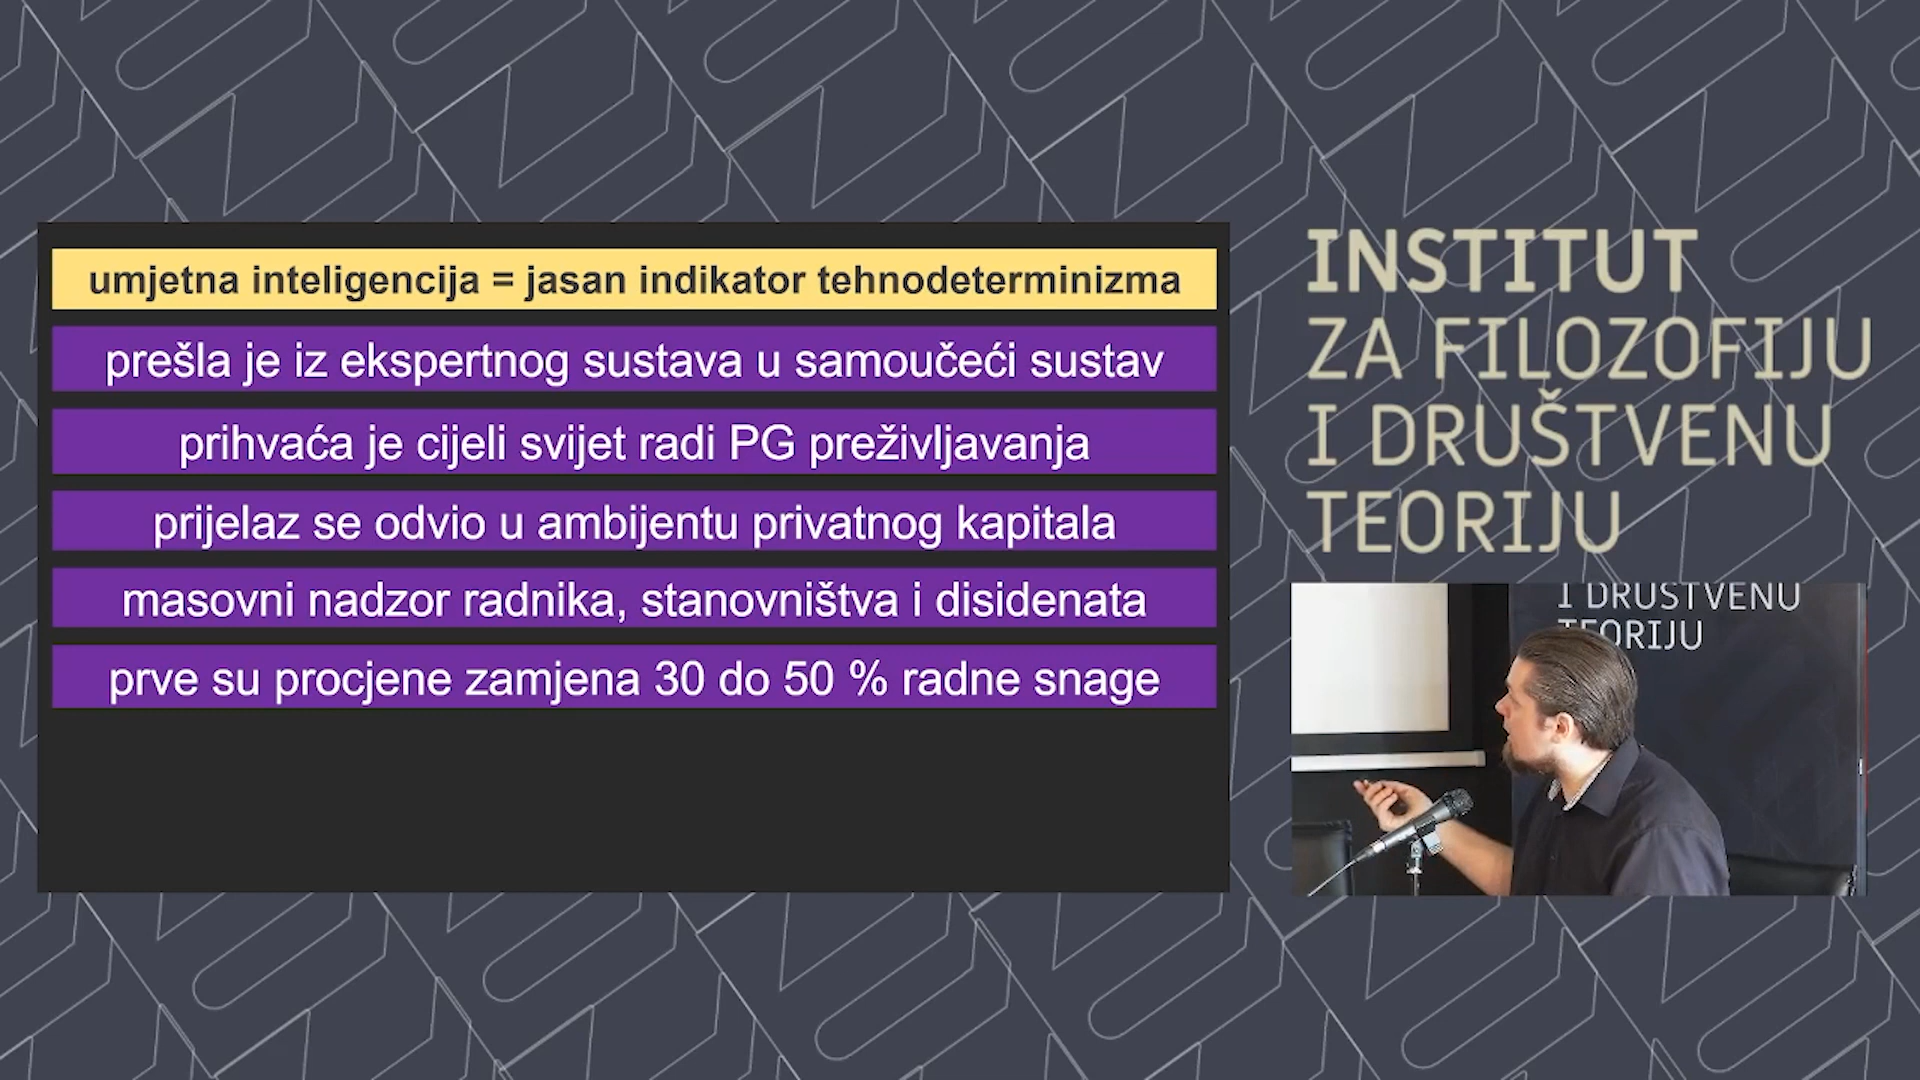 umjetna inteligencija = jasan indikator tehnodeterminizma
prešla je iz ekspertnog sustava u samoučeći sustav
prihvaća je cijeli svijet radi PG preživljavanja
prijelaz se odvio u ambijentu privatnog kapitala
masovni nadzor radnika, stanovništva i disidenata
prve su procjene zamjena 30 do 50 % radne snage
INSTITUT
ZA FILOZOFIJU
I DRUŠTVENU
TEORIJU
I DRUŠTVENU
TEORIJU